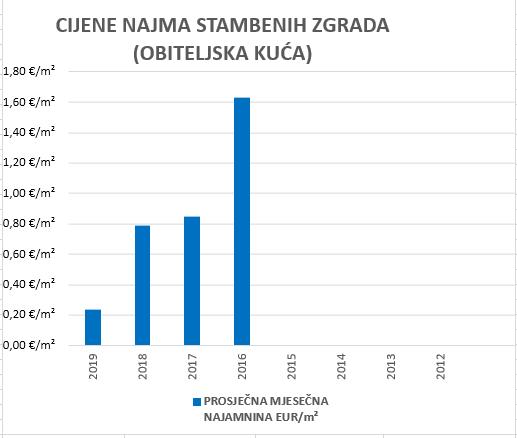 CIJENE NAJMA STAMBENIH ZGRADA
(OBITELJSKA KUĆA)
1,80 €/m²
1,60 €/m²
1,40 €/m²
1,20 €/m²
1,00 €/m²
0,80 €/m²
0,60 €/m²
0,40 €/m²
0,20 €/m²
0,00 €/m²
2019
2018
2017
2016
2015
2014
2013
2012
PROSJEČNA MJESEČNA
NAJAMNINA EUR/m²